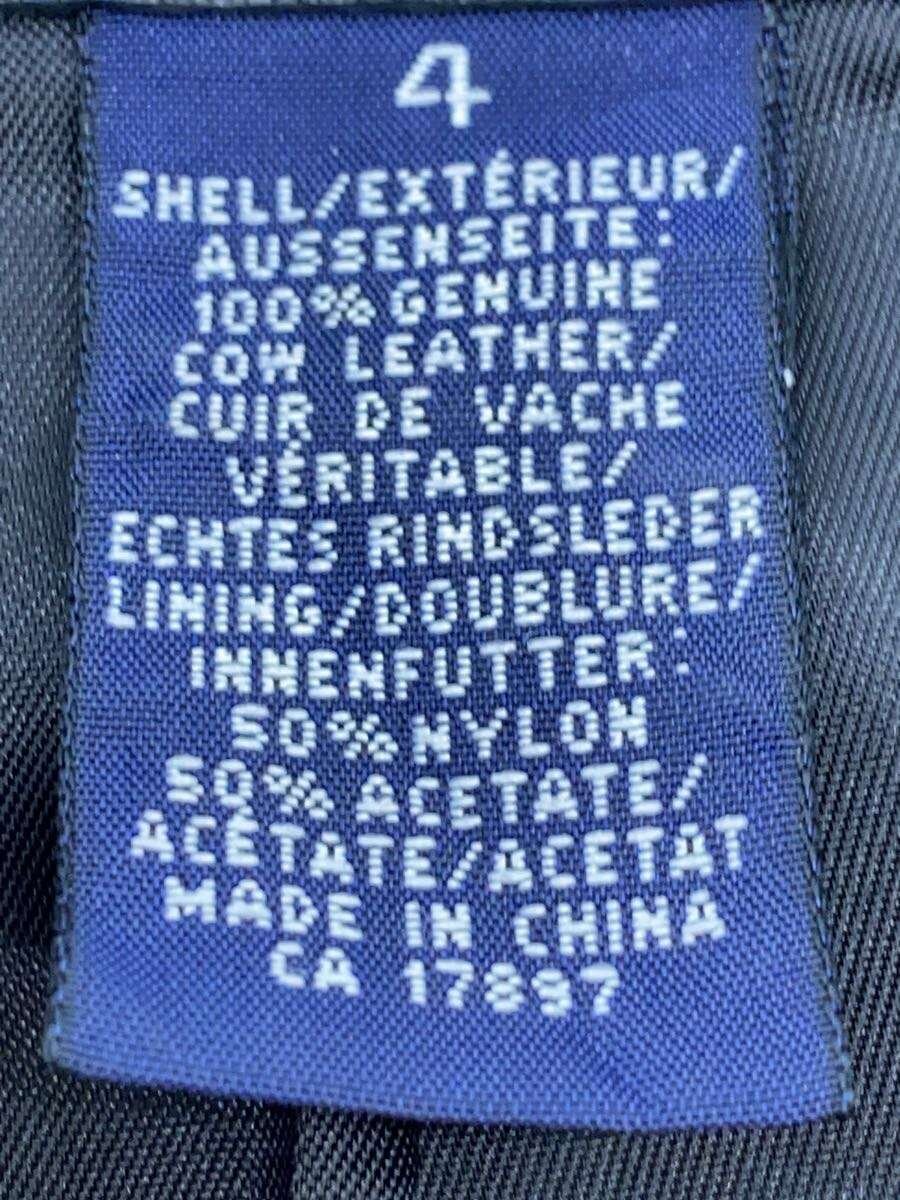 4
SHELL/EXTÉRIEUR/
AUSSENSEITE:
100% GENUINE
COW LEATHER/
CUIR DE VACHE
VÉRITABLE/
ECHTES RINDSLEDER
LINING/DOUBLURE/
INNENFUTTER:
50% NYLON
50% ACETATE/
ACÉTATE/ACETAT
MADE IN CHINA
CA 17897